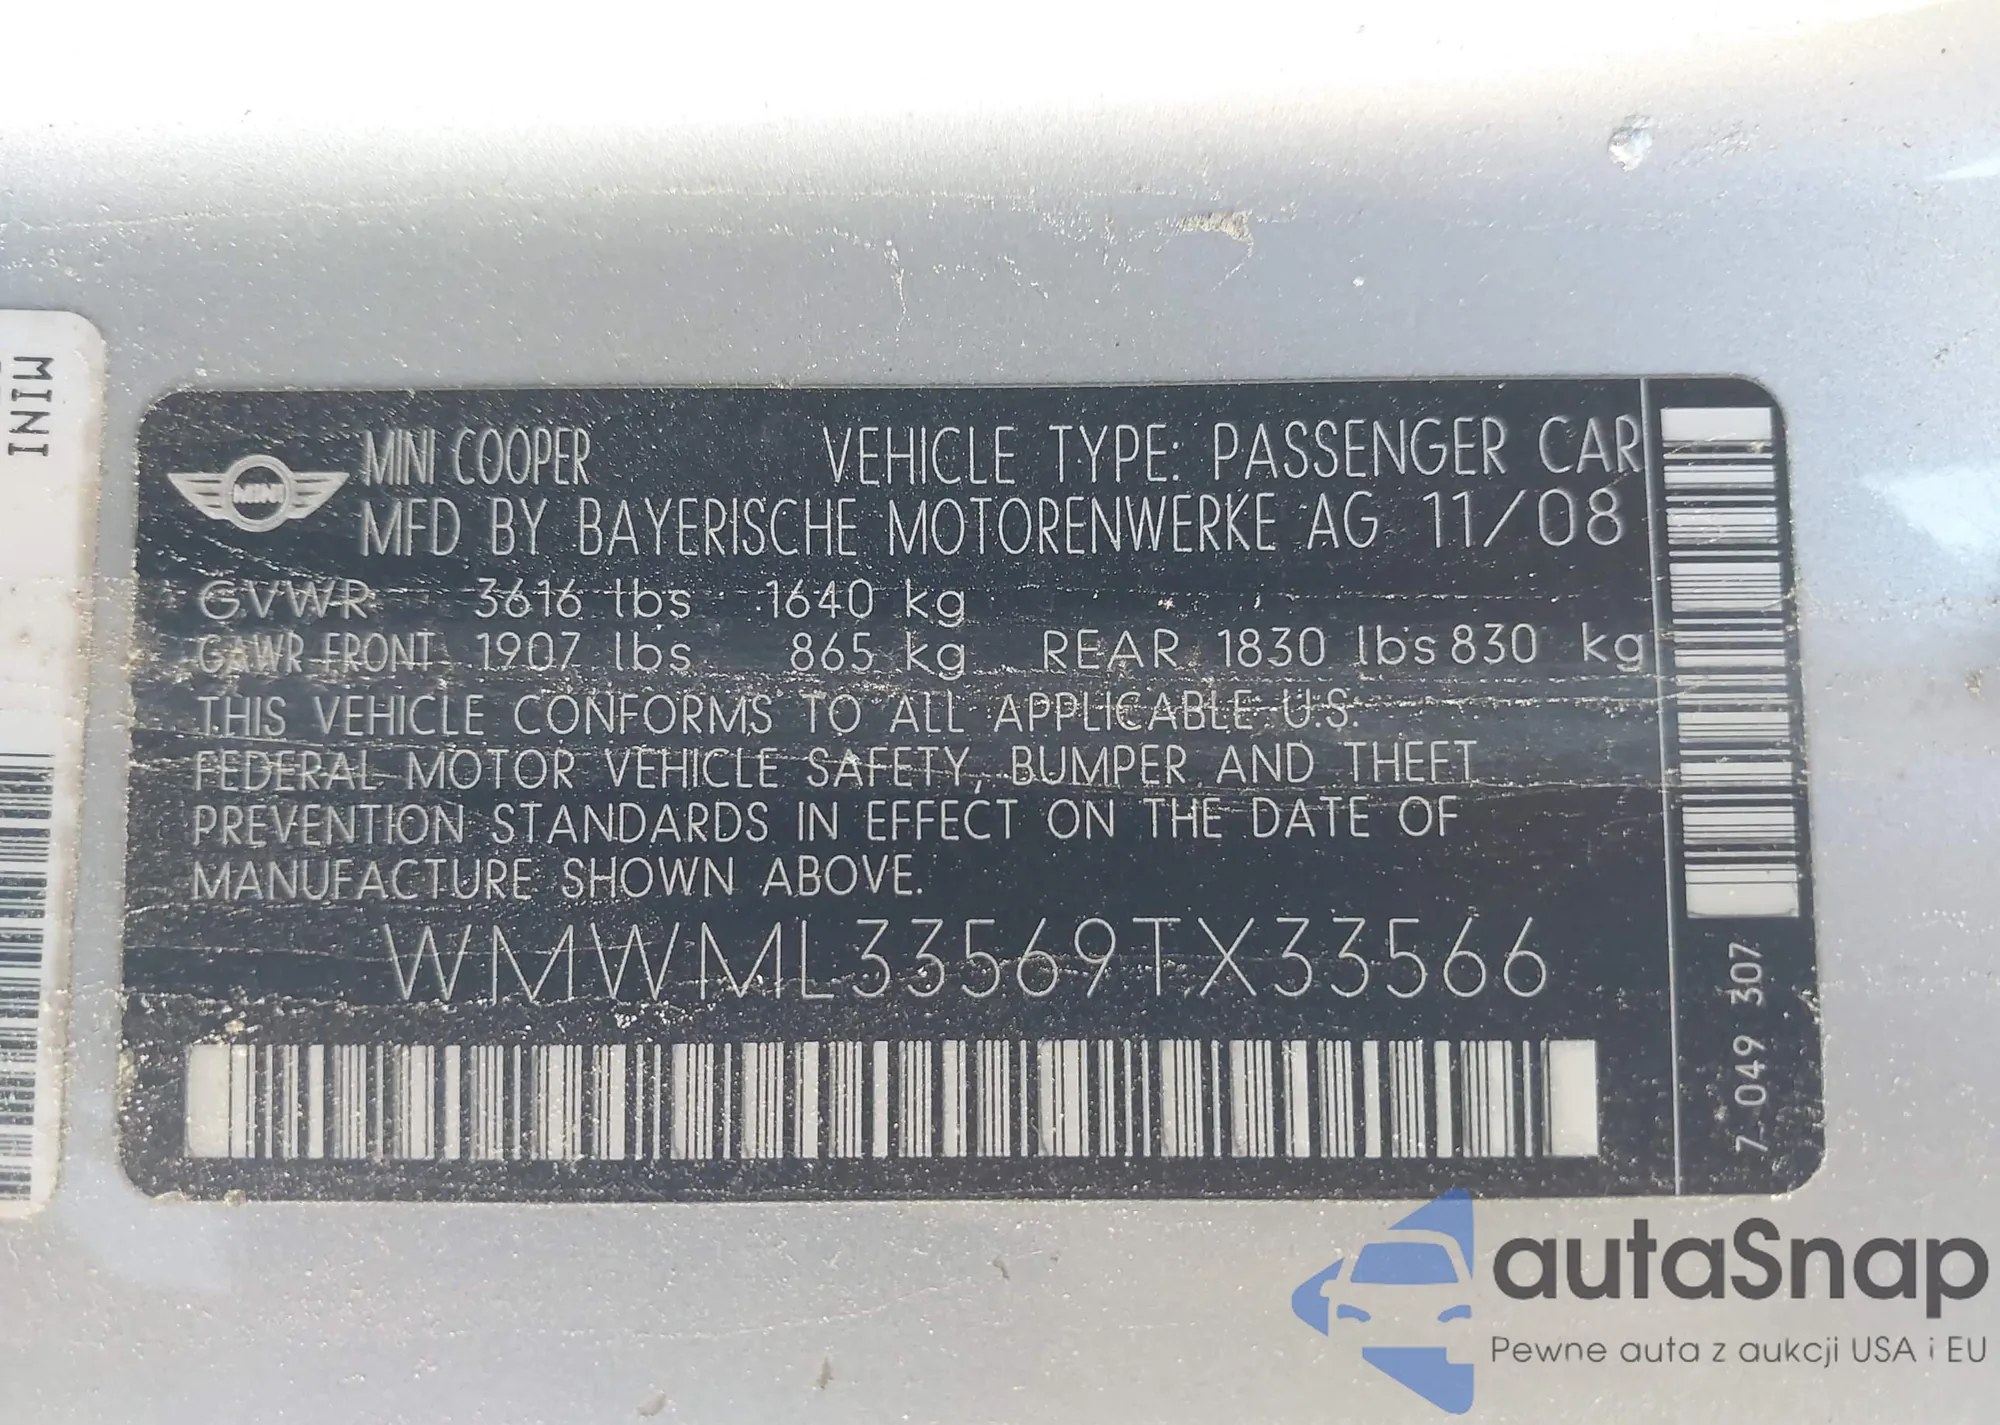 MINI
MINI
MINI COOPER VEHICLE TYPE: PASSENGER CAR
MFD BY BAYERISCHE MOTORENWERKE AG 11/08
GVWR 3616 lbs 1640 kg
GAWR FRONT 1907 lbs 865 kg REAR 1830 lbs 830 kg
THIS VEHICLE CONFORMS TO ALL APPLICABLE U.S.
FEDERAL MOTOR VEHICLE SAFETY, BUMPER AND THEFT
PREVENTION STANDARDS IN EFFECT ON THE DATE OF
MANUFACTURE SHOWN ABOVE.
WMWML33569TX33566
7 049 307
autaSnap
Pewne auta z aukcji USA i EU